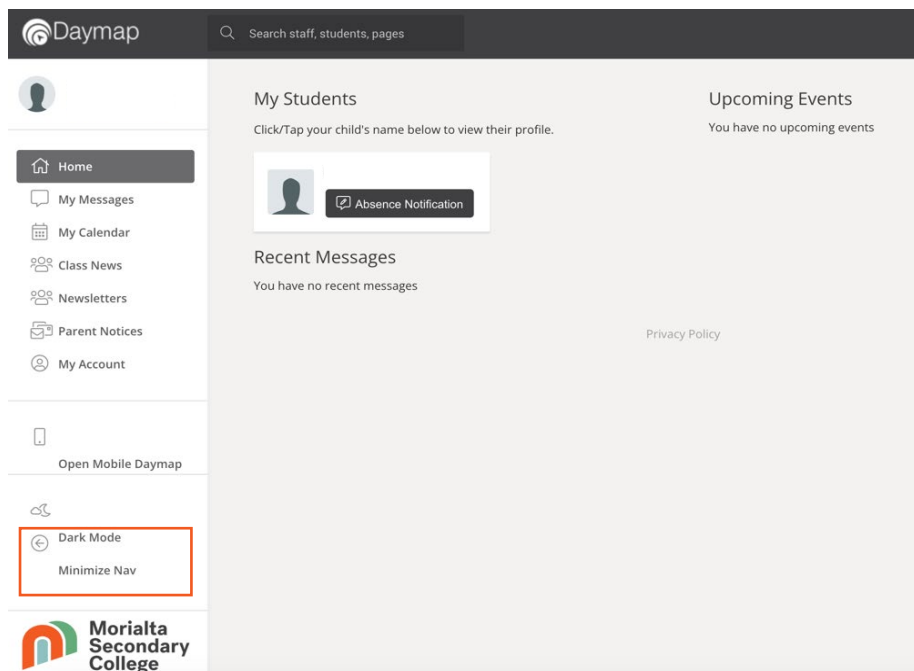 Daymap
Search staff, students, pages
Home
My Messages
My Calendar
Class News
Newsletters
Parent Notices
My Account
Open Mobile Daymap
Dark Mode
Minimize Nav
Morialta
Secondary
College
My Students
Click/Tap your child's name below to view their profile.
Absence Notification
Recent Messages
You have no recent messages
Upcoming Events
You have no upcoming events
Privacy Policy